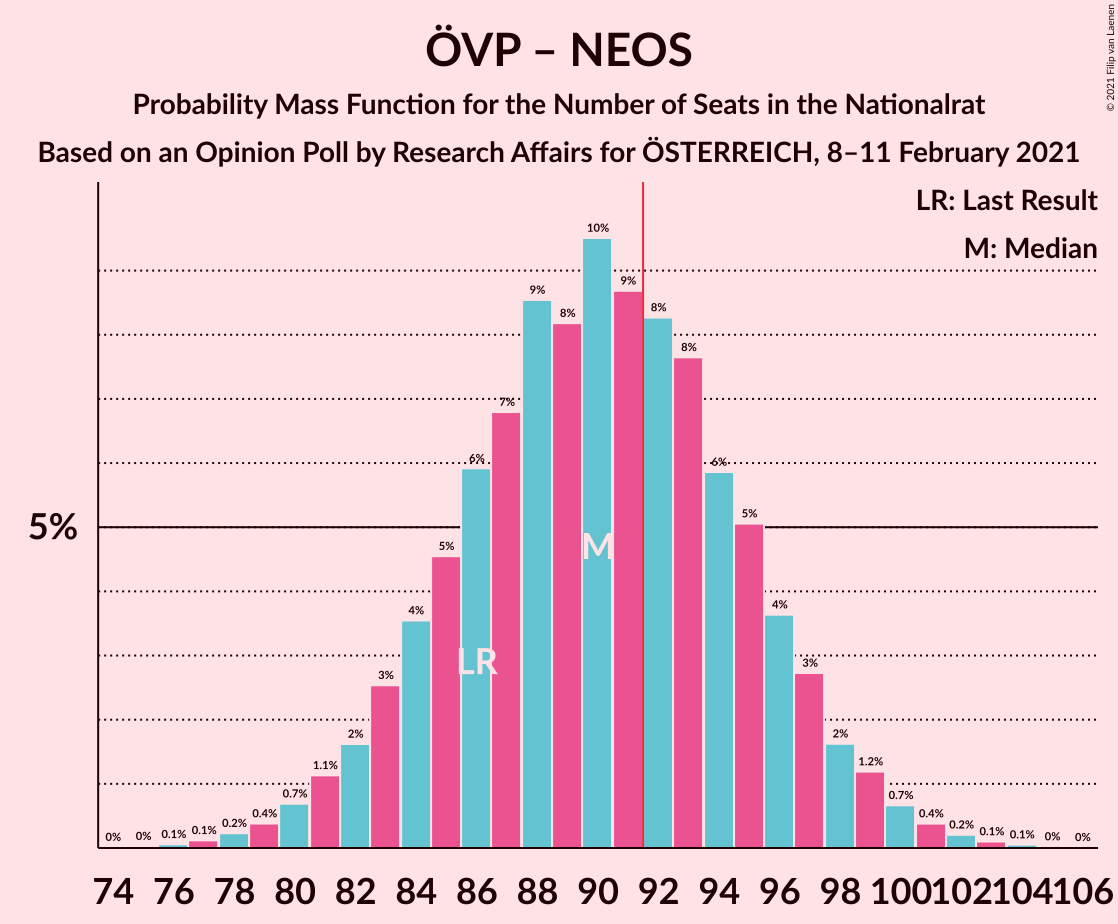 ÖVP – NEOS
Probability Mass Function for the Number of Seats in the Nationalrat
Based on an Opinion Poll by Research Affairs for ÖSTERREICH, 8–11 February 2021
© 2021 Filip van Laenen
LR: Last Result
M: Median
5%
0% 0% 0.1% 0.1% 0.2% 0.4% 0.7% 1.1% 2% 3% 4% 5% 6% 7% 9% 8% 10% 9% 8% 8% 6% 5% 4% 3% 2% 1.2% 0.7% 0.4% 0.2% 0.1% 0.1% 0% 0%
M
LR
74 76 78 80 82 84 86 88 90 92 94 96 98 100 102 104 106